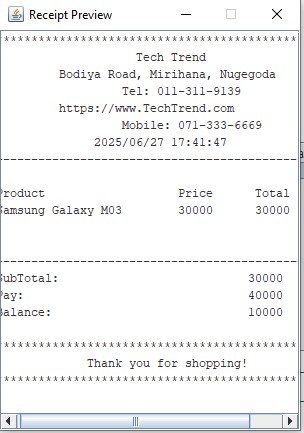 Receipt Preview
******************************************
Tech Trend
Bodiya Road, Mirihana, Nugegoda
Tel: 011-311-9139
https://www.TechTrend.com
Mobile: 071-333-6669
2025/06/27 17:41:47
------------------------------------------
Product Price Total
Samsung Galaxy M03 30000 30000
------------------------------------------
SubTotal: 30000
Pay: 40000
Balance: 10000
******************************************
Thank you for shopping!
******************************************